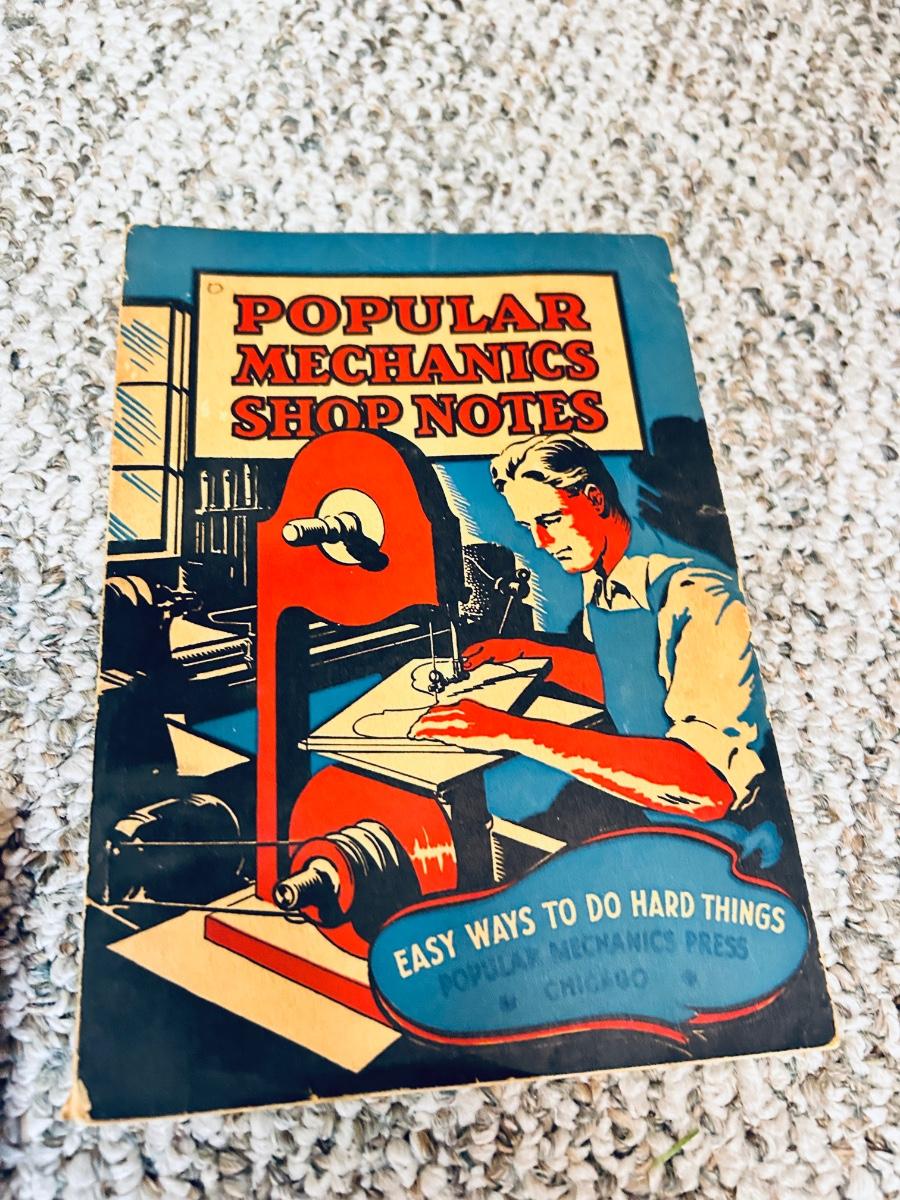 POPULAR
MECHANICS
SHOP NOTES
EASY WAYS TO DO HARD THINGS
POPULAR MECHANICS PRESS
CHICAGO